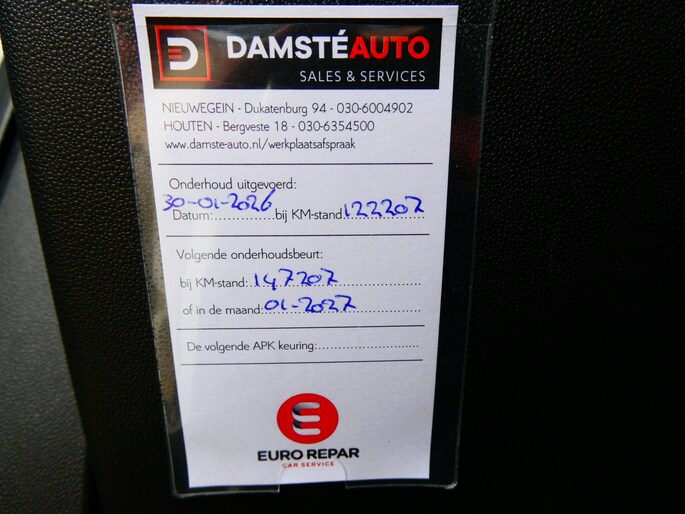 DAMSTÉAUTO
SALES & SERVICES
NIEUWEGEIN - Dukatenburg 94 - 030-6004902
HOUTEN - Bergveste 18 - 030-6354500
www.damste-auto.nl/werkplaatsafspraak
Onderhoud uitgevoerd:
30-01-2026
Datum:...............bij KM-stand 122207
Volgende onderhoudsbeurt:
bij KM-stand: 147207
of in de maand: 01-2027
De volgende APK keuring:..........................
EURO REPAR
CAR SERVICE